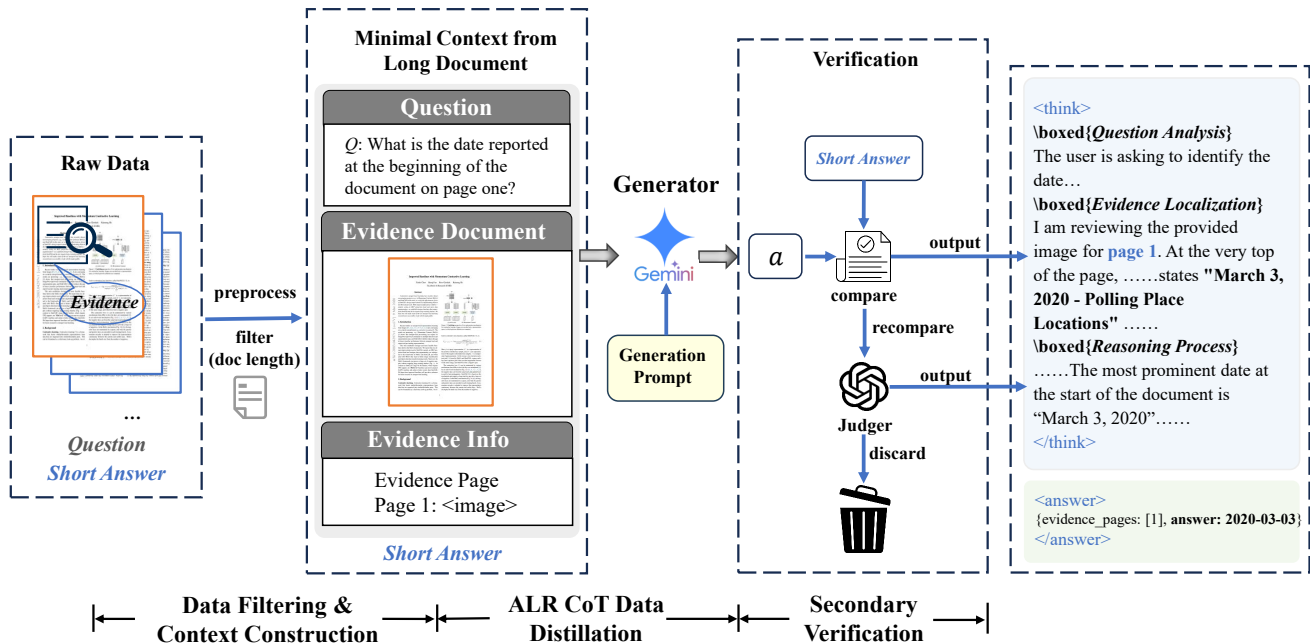 Raw Data
Evidence
...
Question
Short Answer
preprocess
filter
(doc length)
Minimal Context from
Long Document
Question
Q: What is the date reported
at the beginning of the
document on page one?
Evidence Document
Evidence Info
Evidence Page
Page 1: <image>
Short Answer
Generator
Gemini
Generation
Prompt
Verification
Short Answer
a
compare
output
recompare
Judger
output
discard
<think>
\boxed{Question Analysis}
The user is asking to identify the
date…
\boxed{Evidence Localization}
I am reviewing the provided
image for page 1. At the very top
of the page, ……states "March 3,
2020 - Polling Place
Locations" ……
\boxed{Reasoning Process}
……The most prominent date at
the start of the document is
“March 3, 2020”……
</think>
<answer>
{evidence_pages: [1], answer: 2020-03-03}
</answer>
Data Filtering &
Context Construction
ALR CoT Data
Distillation
Secondary
Verification